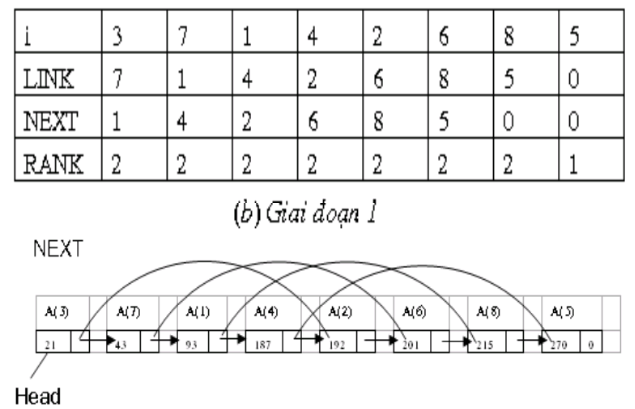 i 3 7 1 4 2 6 8 5
LINK 7 1 4 2 6 8 5 0
NEXT 1 4 2 6 8 5 0 0
RANK 2 2 2 2 2 2 2 1
(b) Giai đoạn 1
NEXT
A(3) A(7) A(1) A(4) A(2) A(6) A(8) A(5)
21 43 93 187 192 201 215 270 0
Head